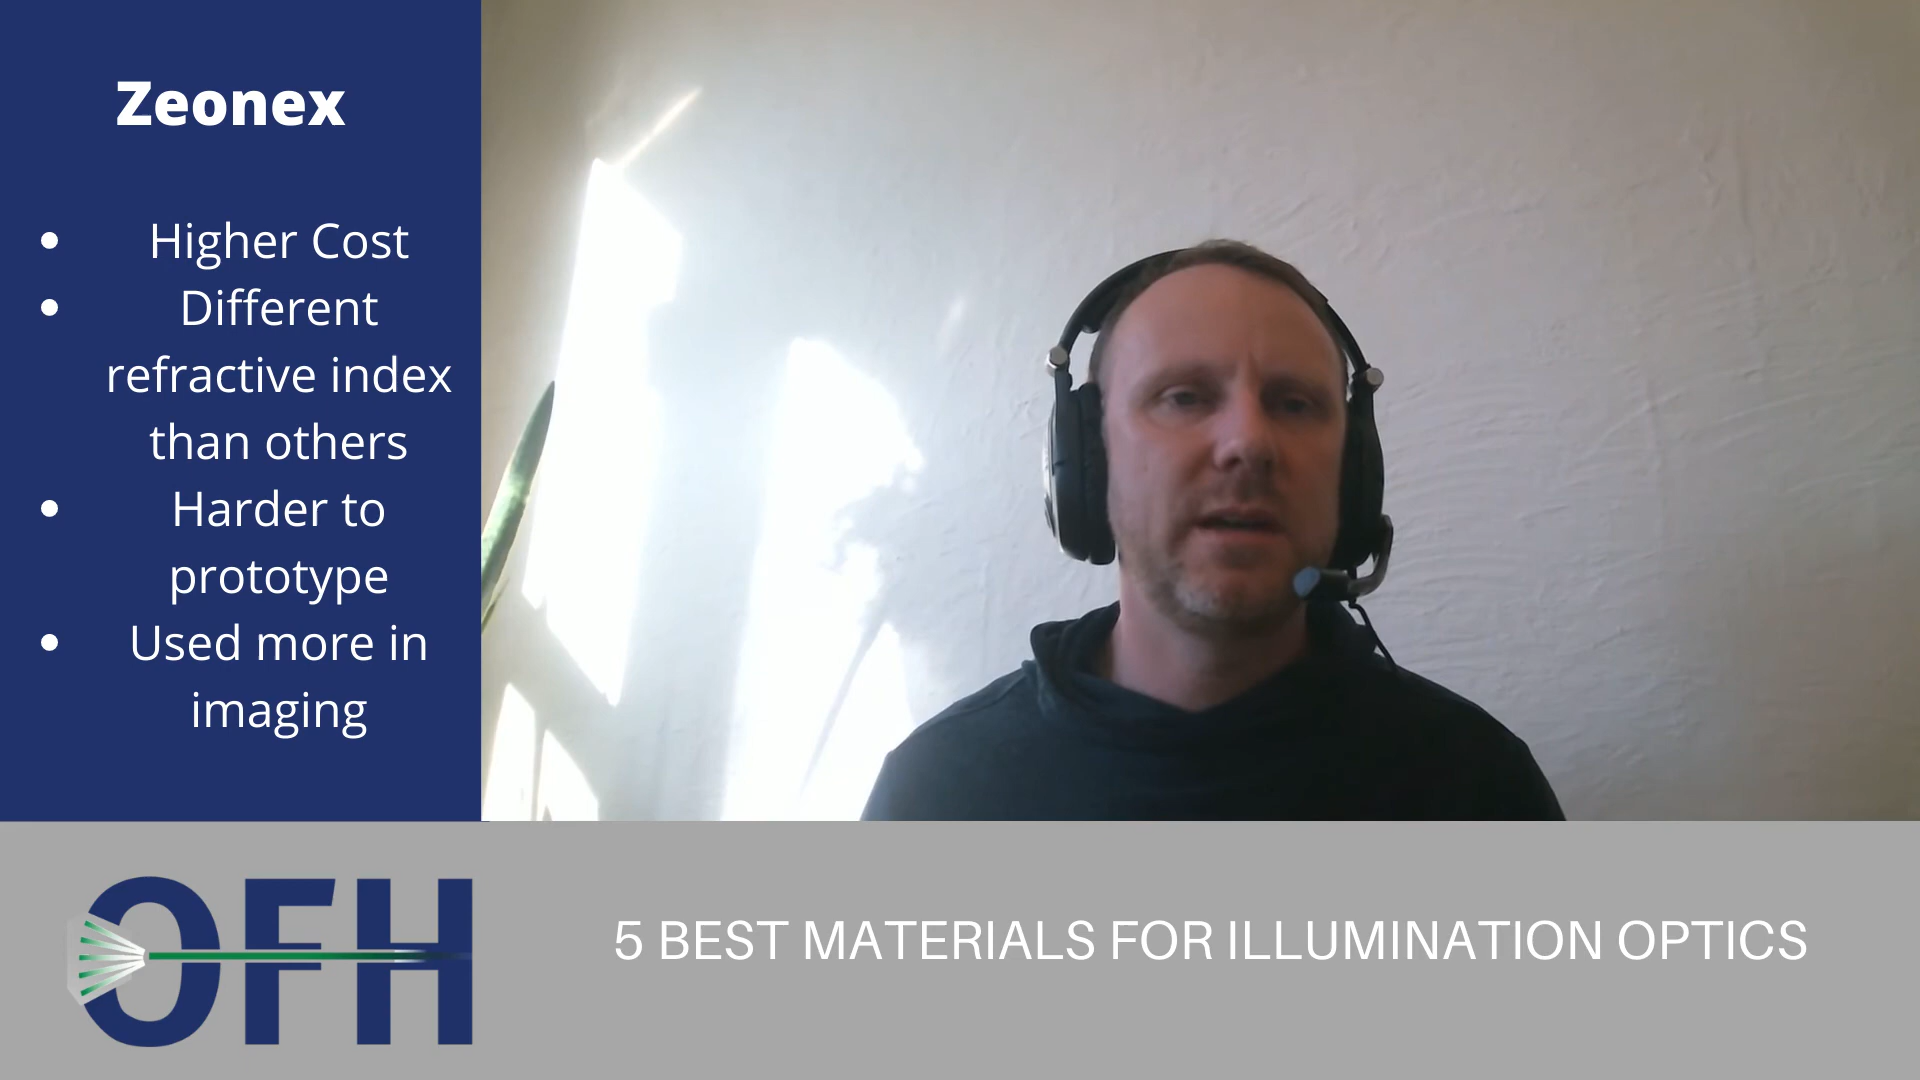 Zeonex
• Higher Cost
• Different
refractive index
than others
• Harder to
prototype
• Used more in
imaging
OFH
5 BEST MATERIALS FOR ILLUMINATION OPTICS